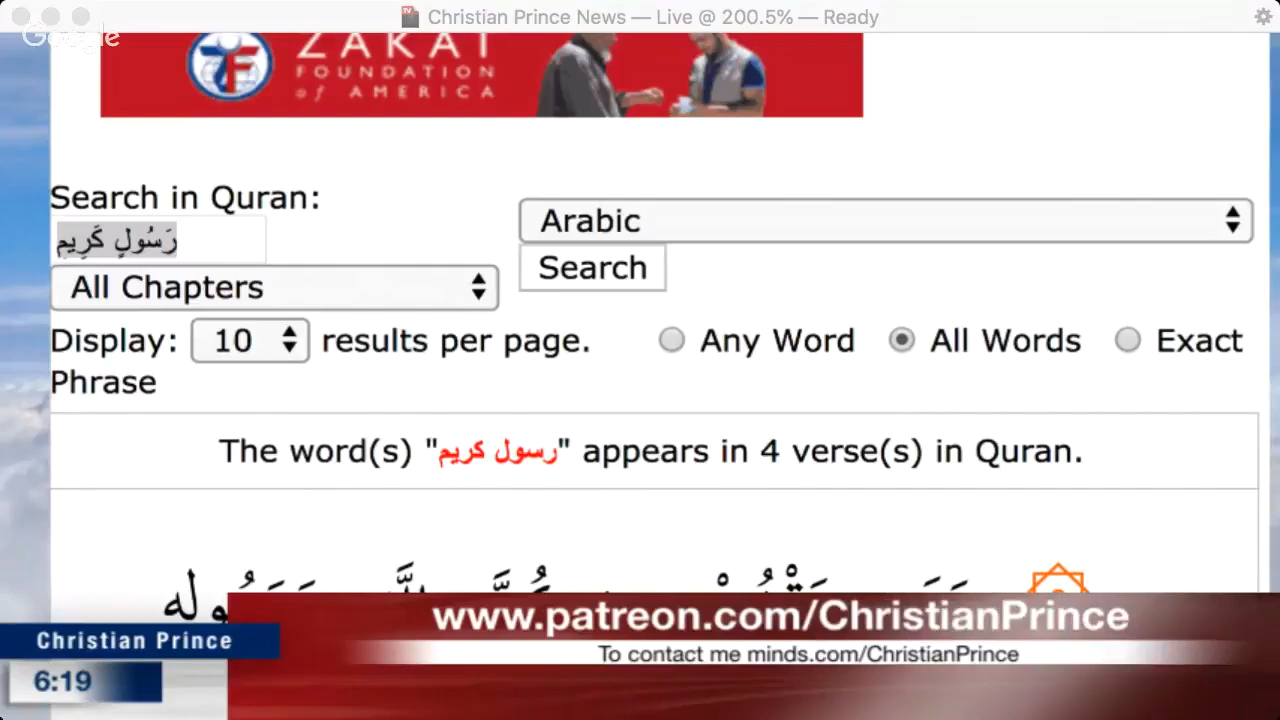 Christian Prince News — Live @ 200.5% — Ready
Google
ZAKAT
FOUNDATION
of AMERICA
Search in Quran:
Arabic
رَسُولٍ كَرِيمٍ
Search
All Chapters
Display: 10 results per page. Any Word All Words Exact
Phrase
The word(s) "رسول كريم" appears in 4 verse(s) in Quran.
www.patreon.com/ChristianPrince
Christian Prince
To contact me minds.com/ChristianPrince
6:19